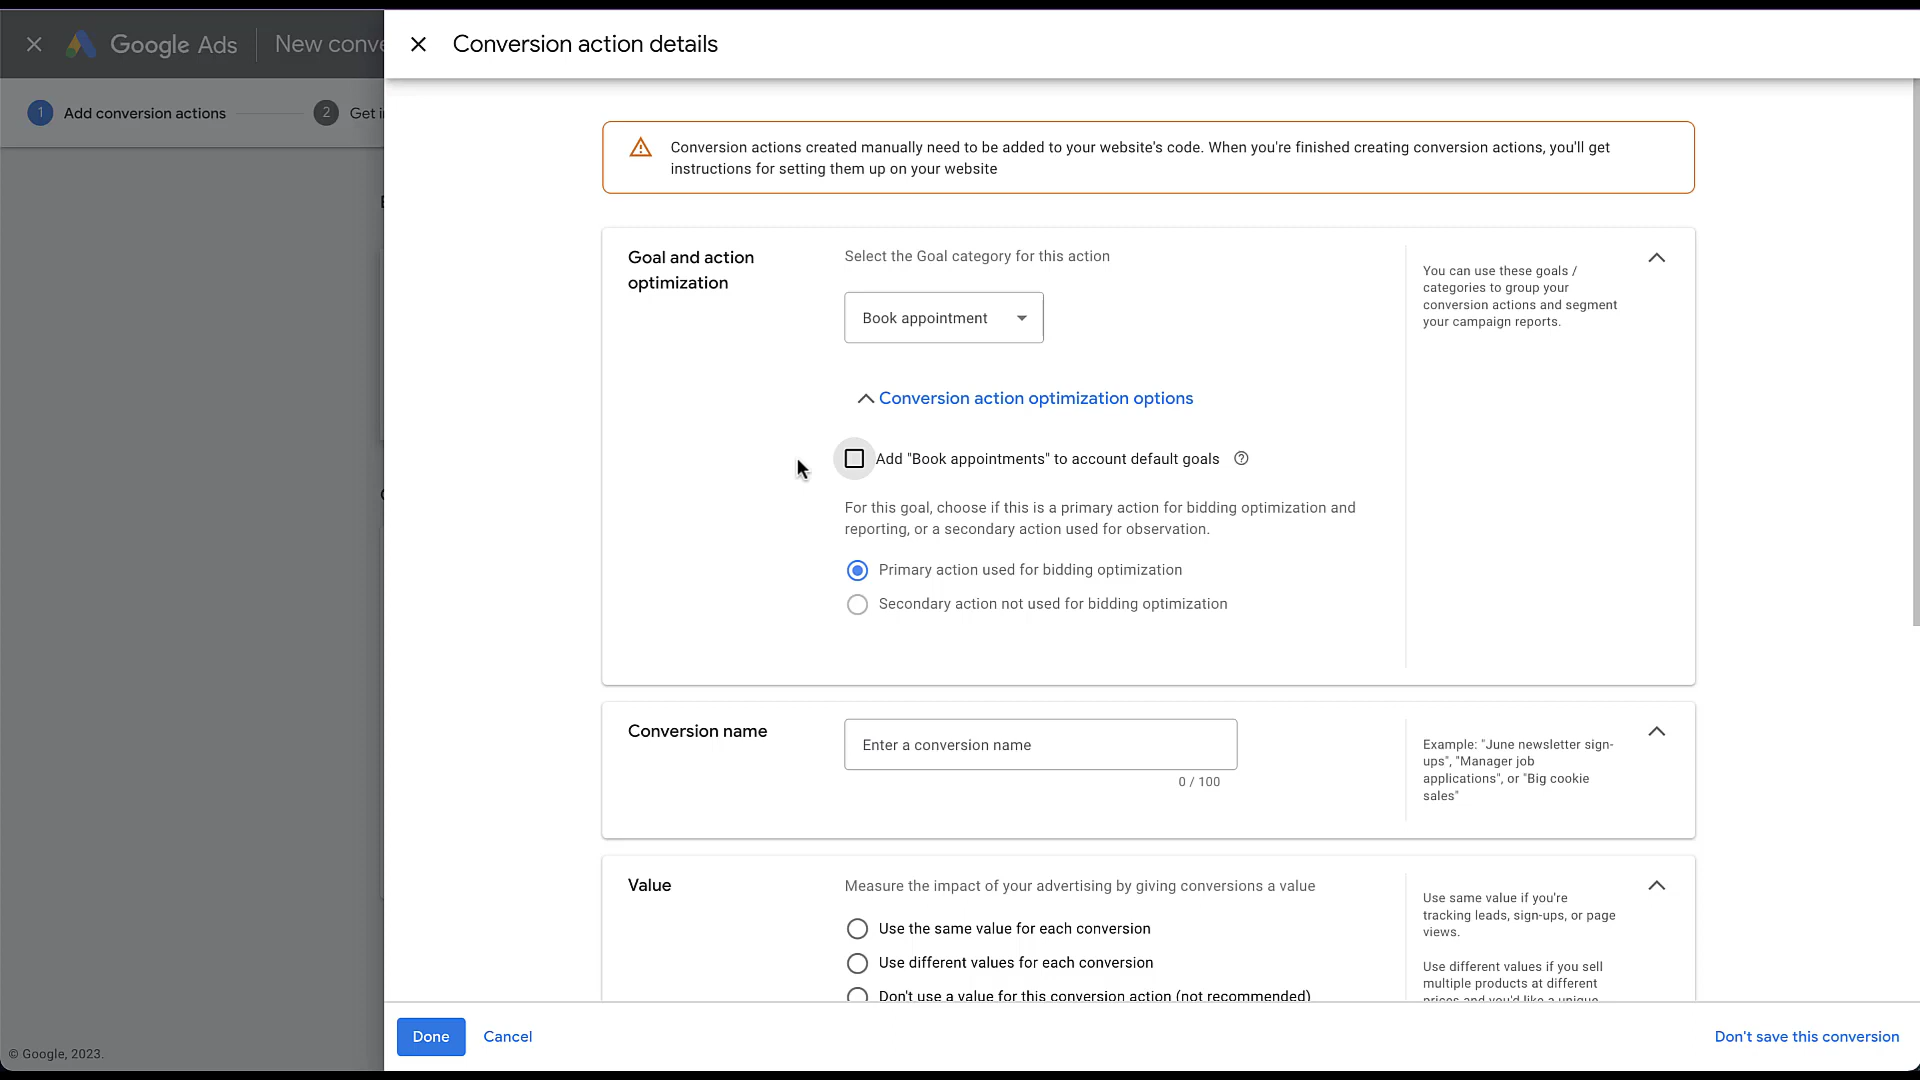 Google Ads
New conve
Conversion action details
1 Add conversion actions
2 Get i
Conversion actions created manually need to be added to your website's code. When you're finished creating conversion actions, you'll get
instructions for setting them up on your website
Goal and action
optimization
Select the Goal category for this action
Book appointment
Conversion action optimization options
Add "Book appointments" to account default goals
For this goal, choose if this is a primary action for bidding optimization and
reporting, or a secondary action used for observation.
Primary action used for bidding optimization
Secondary action not used for bidding optimization
You can use these goals /
categories to group your
conversion actions and segment
your campaign reports.
Conversion name
Enter a conversion name
0 / 100
Example: "June newsletter sign-
ups", "Manager job
applications", or "Big cookie
sales"
Value
Measure the impact of your advertising by giving conversions a value
Use the same value for each conversion
Use different values for each conversion
Don't use a value for this conversion action (not recommended)
Use same value if you're
tracking leads, sign-ups, or page
views.
Use different values if you sell
multiple products at different
prices and you'd like a unique
Done
Cancel
Don't save this conversion
© Google, 2023.